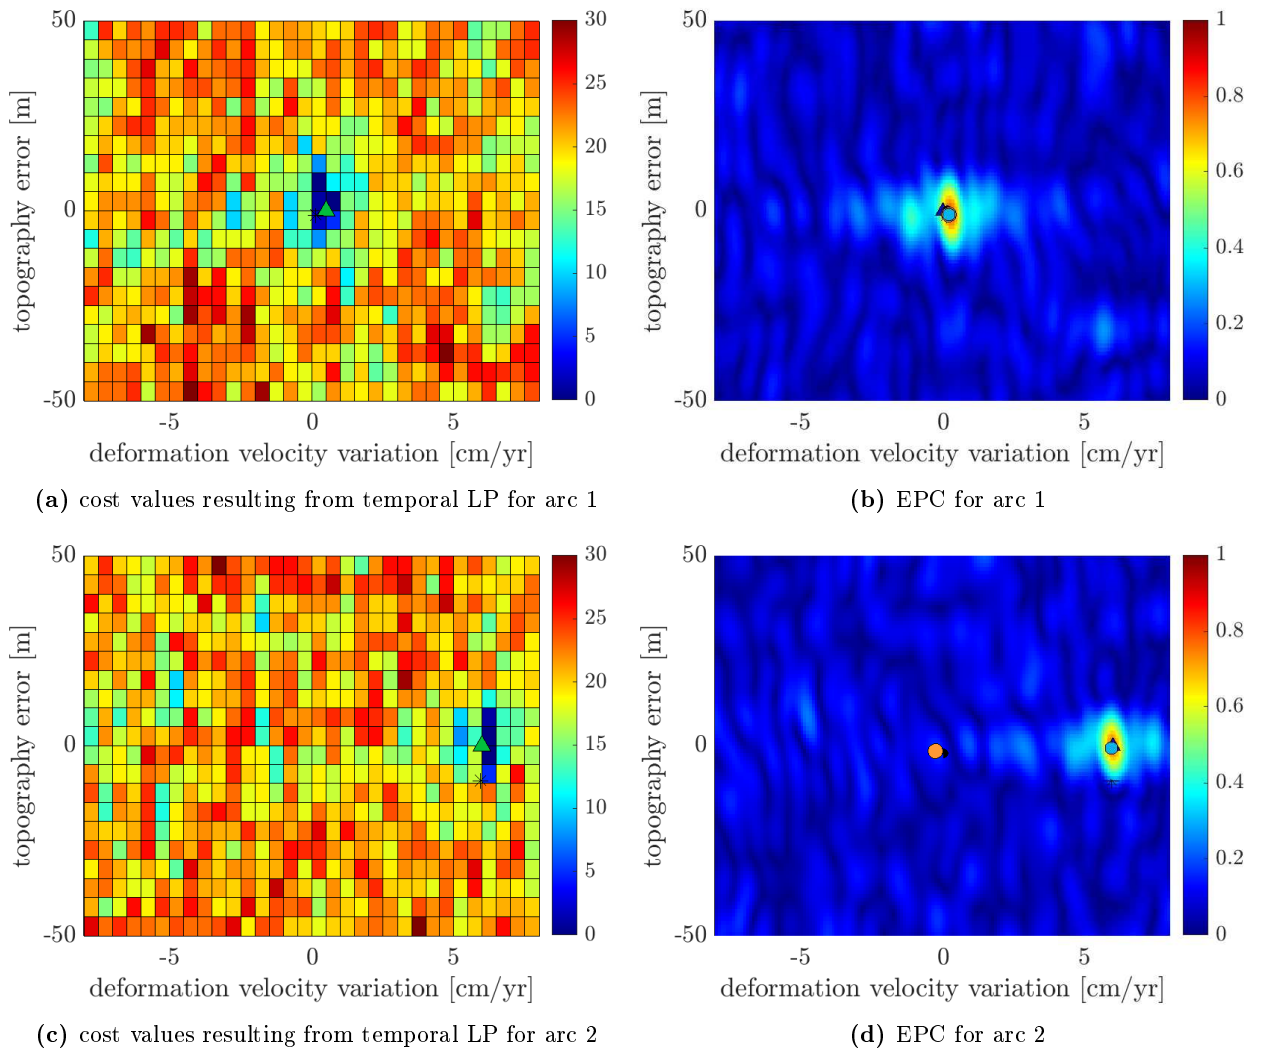 50
0
-50
topography error [m]
-5 0 5
deformation velocity variation [cm/yr]
30
25
20
15
10
5
0
(a) cost values resulting from temporal LP for arc 1
50
0
-50
topography error [m]
-5 0 5
deformation velocity variation [cm/yr]
1
0.8
0.6
0.4
0.2
0
(b) EPC for arc 1
50
0
-50
topography error [m]
-5 0 5
deformation velocity variation [cm/yr]
30
25
20
15
10
5
0
(c) cost values resulting from temporal LP for arc 2
50
0
-50
topography error [m]
-5 0 5
deformation velocity variation [cm/yr]
1
0.8
0.6
0.4
0.2
0
(d) EPC for arc 2